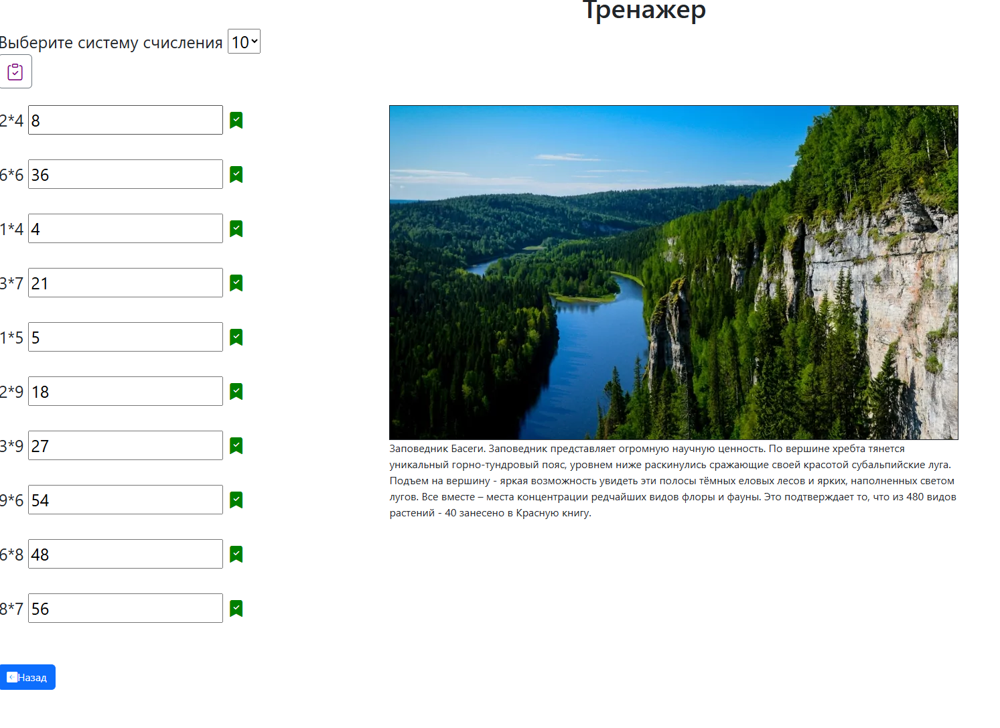 Тренажер
Выберите систему счисления 10
2*4 8
6*6 36
1*4 4
3*7 21
1*5 5
2*9 18
3*9 27
9*6 54
6*8 48
8*7 56
Заповедник Басеги. Заповедник представляет огромную научную ценность. По вершине хребта тянется
уникальный горно-тундровый пояс, уровнем ниже раскинулись сражающие своей красотой субальпийские луга.
Подъем на вершину - яркая возможность увидеть эти полосы тёмных еловых лесов и ярких, наполненных светом
лугов. Все вместе – места концентрации редчайших видов флоры и фауны. Это подтверждает то, что из 480 видов
растений - 40 занесено в Красную книгу.
Назад